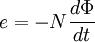 e = −N dΦ/dt